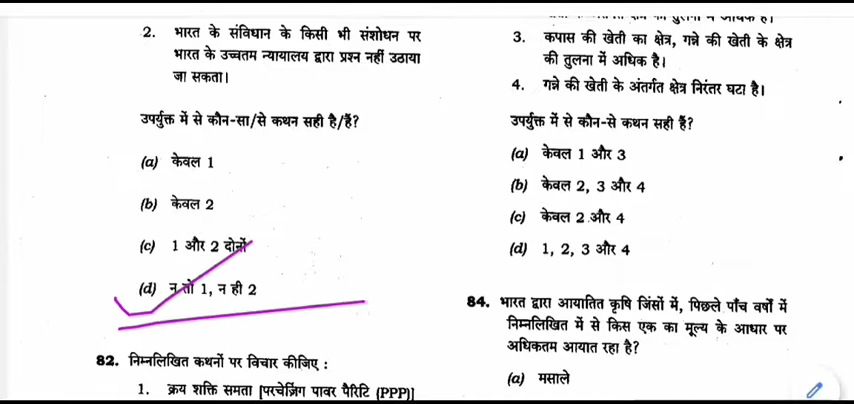 2. भारत के संविधान के किसी भी संशोधन पर
भारत के उच्चतम न्यायालय द्वारा प्रश्न नहीं उठाया
जा सकता।
उपर्युक्त में से कौन-सा/से कथन सही है/हैं?
(a) केवल 1
(b) केवल 2
(c) 1 और 2 दोनों
(d) न तो 1, न ही 2
82. निम्नलिखित कथनों पर विचार कीजिए :
1. क्रय शक्ति समता [परचेज़िंग पावर पैरिटि (PPP)]
3. कपास की खेती का क्षेत्र, गन्ने की खेती के क्षेत्र
की तुलना में अधिक है।
4. गन्ने की खेती के अंतर्गत क्षेत्र निरंतर घटा है।
उपर्युक्त में से कौन-से कथन सही हैं?
(a) केवल 1 और 3
(b) केवल 2, 3 और 4
(c) केवल 2 और 4
(d) 1, 2, 3 और 4
84. भारत द्वारा आयातित कृषि जिंसों में, पिछले पाँच वर्षों में
निम्नलिखित में से किस एक का मूल्य के आधार पर
अधिकतम आयात रहा है?
(a) मसाले